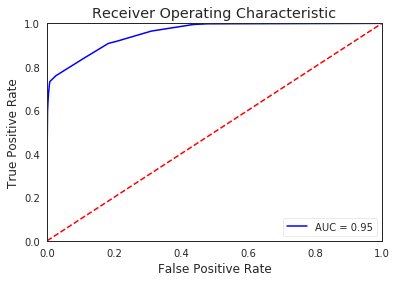 Receiver Operating Characteristic
1.0
0.8
0.6
0.4
0.2
0.0
True Positive Rate
AUC = 0.95
0.0 0.2 0.4 0.6 0.8 1.0
False Positive Rate